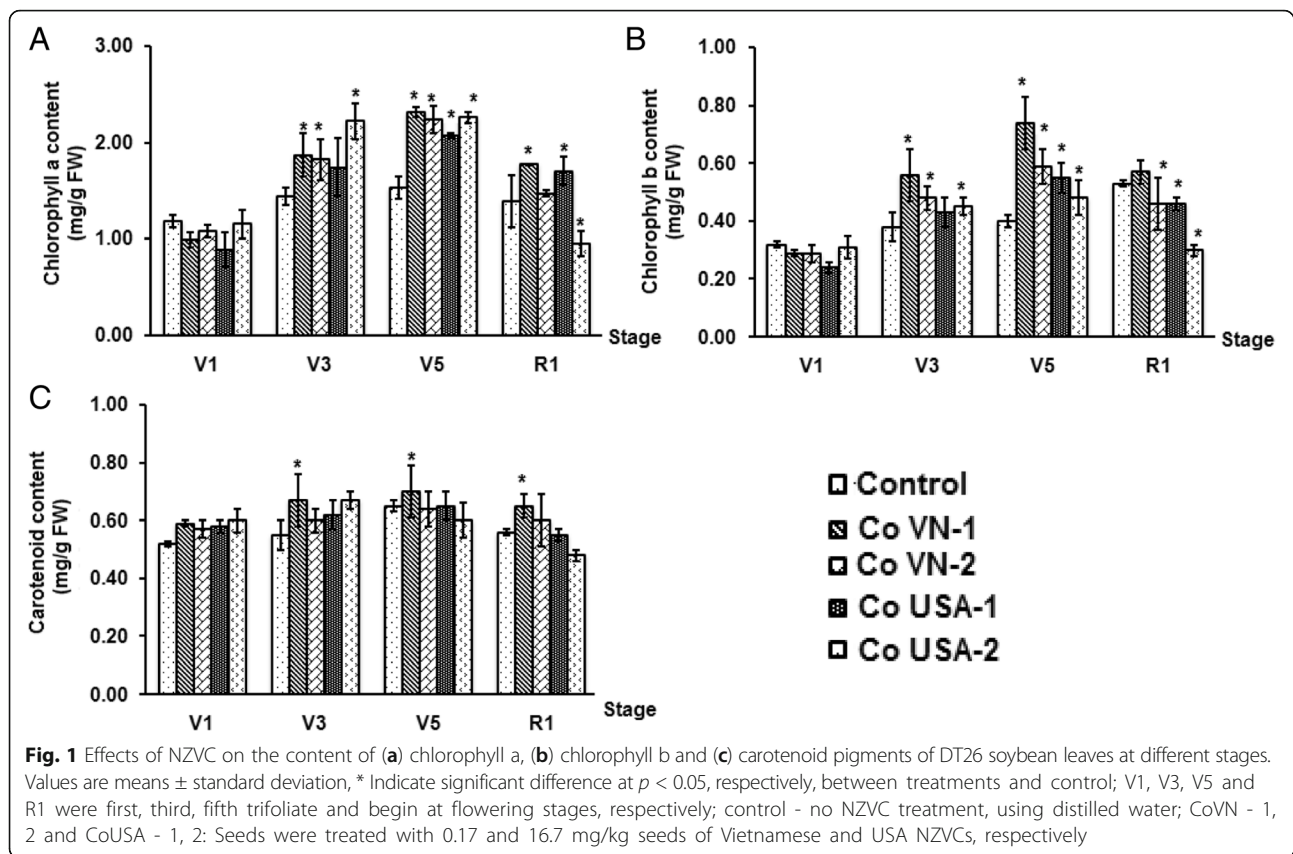 A
Chlorophyll a content
(mg/g FW)
3.00
2.00
1.00
0.00
* * *
* * * *
* * *
V1 V3 V5 R1
Stage
B
Chlorophyll b content
(mg/g FW)
1.00
0.80
0.60
0.40
0.20
0.00
* * *
* * * *
* * *
V1 V3 V5 R1
Stage
C
Carotenoid content
(mg/g FW)
1.00
0.80
0.60
0.40
0.20
0.00
* * *
V1 V3 V5 R1
Stage
Control
Co VN-1
Co VN-2
Co USA-1
Co USA-2
Fig. 1 Effects of NZVC on the content of (a) chlorophyll a, (b) chlorophyll b and (c) carotenoid pigments of DT26 soybean leaves at different stages.
Values are means ± standard deviation, * Indicate significant difference at p < 0.05, respectively, between treatments and control; V1, V3, V5 and
R1 were first, third, fifth trifoliate and begin at flowering stages, respectively; control - no NZVC treatment, using distilled water; CoVN - 1,
2 and CoUSA - 1, 2: Seeds were treated with 0.17 and 16.7 mg/kg seeds of Vietnamese and USA NZVCs, respectively